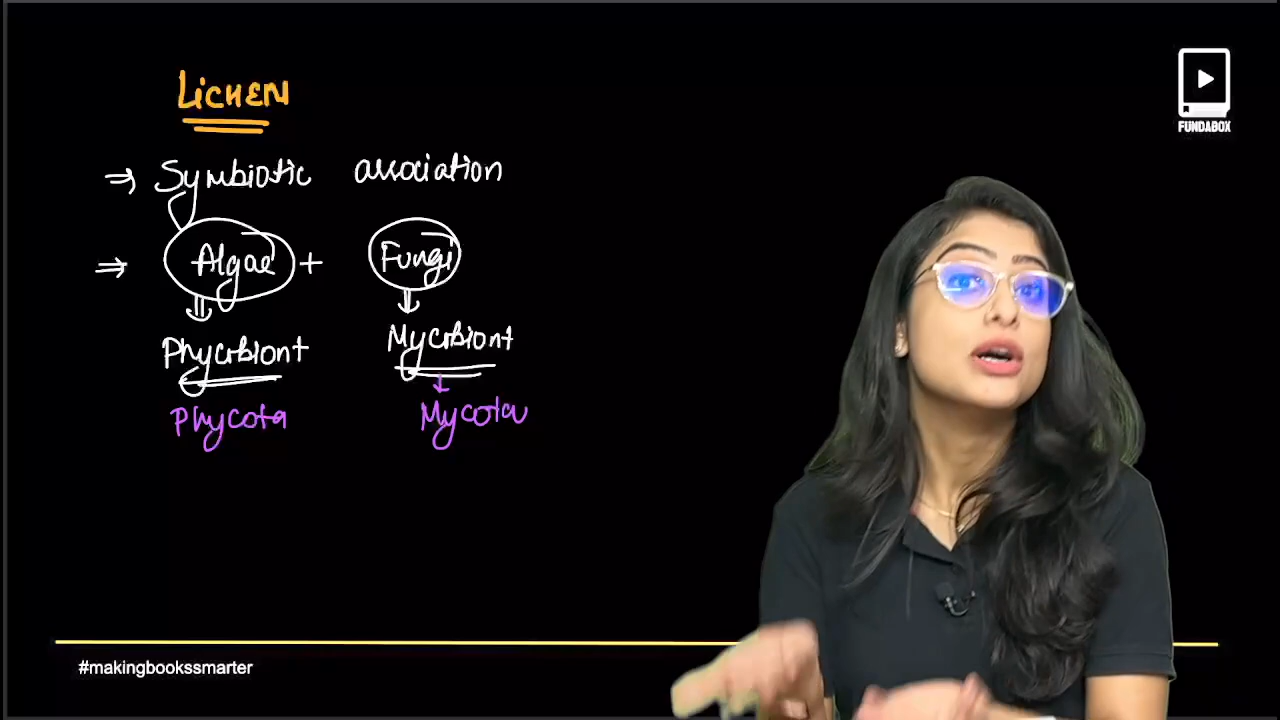 LICHEN
FUNDABOX
⇒ Symbiotic association
⇒ Algae + Fungi
Phycobiont Mycobiont
Phycota Mycota
#makingbookssmarter